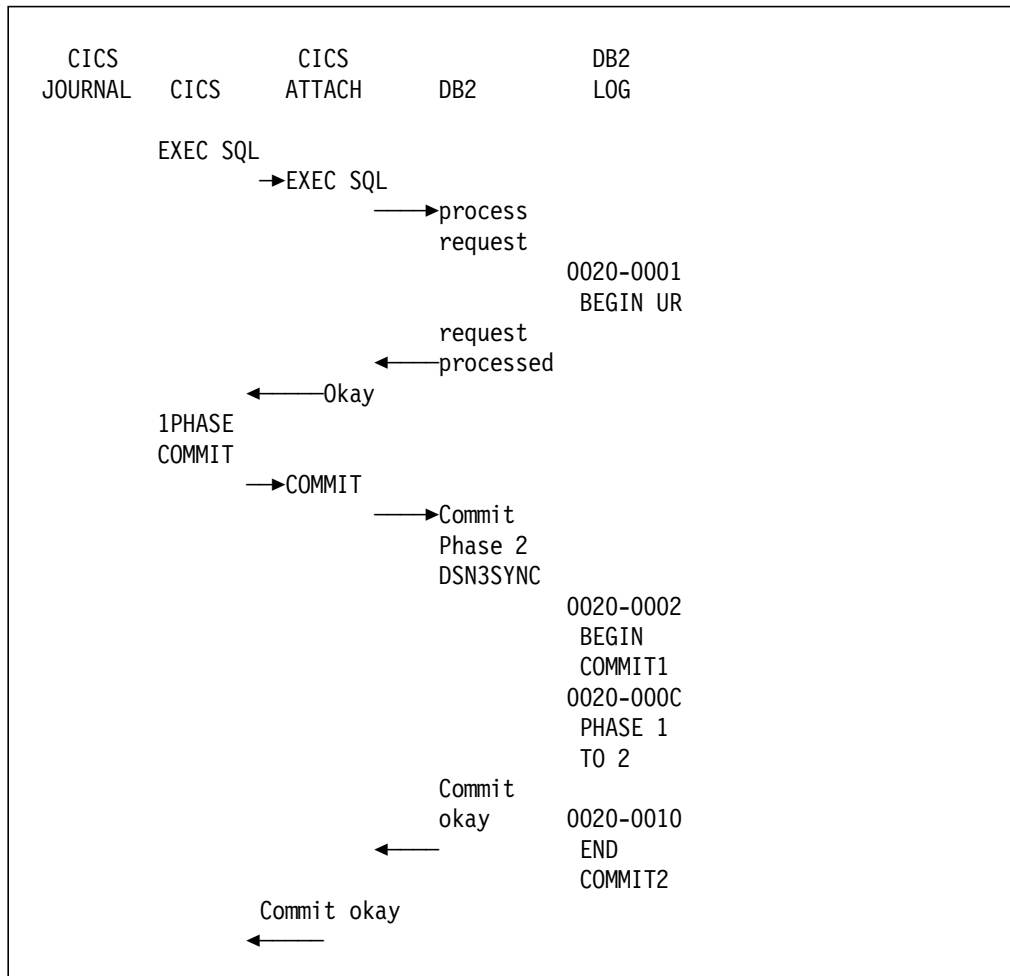 CICS CICS DB2
JOURNAL CICS ATTACH DB2 LOG
EXEC SQL
EXEC SQL
process
request
0020-0001
BEGIN UR
request
processed
Okay
1PHASE
COMMIT
COMMIT
Commit
Phase 2
DSN3SYNC
0020-0002
BEGIN
COMMIT1
0020-000C
PHASE 1
TO 2
Commit
okay 0020-0010
END
COMMIT2
Commit okay